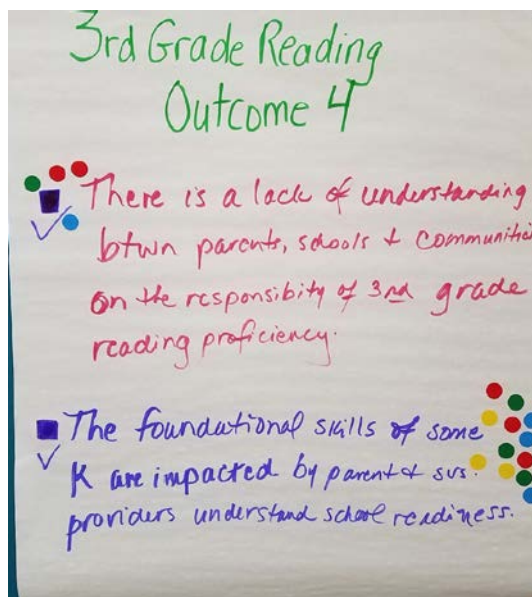 3rd Grade Reading
Outcome 4
There is a lack of understanding
btwn parents, schools + communitie
on the responsibity of 3rd grade
reading proficiency.
The foundational skills of some
K are impacted by parent + svs.
providers understand school readiness.